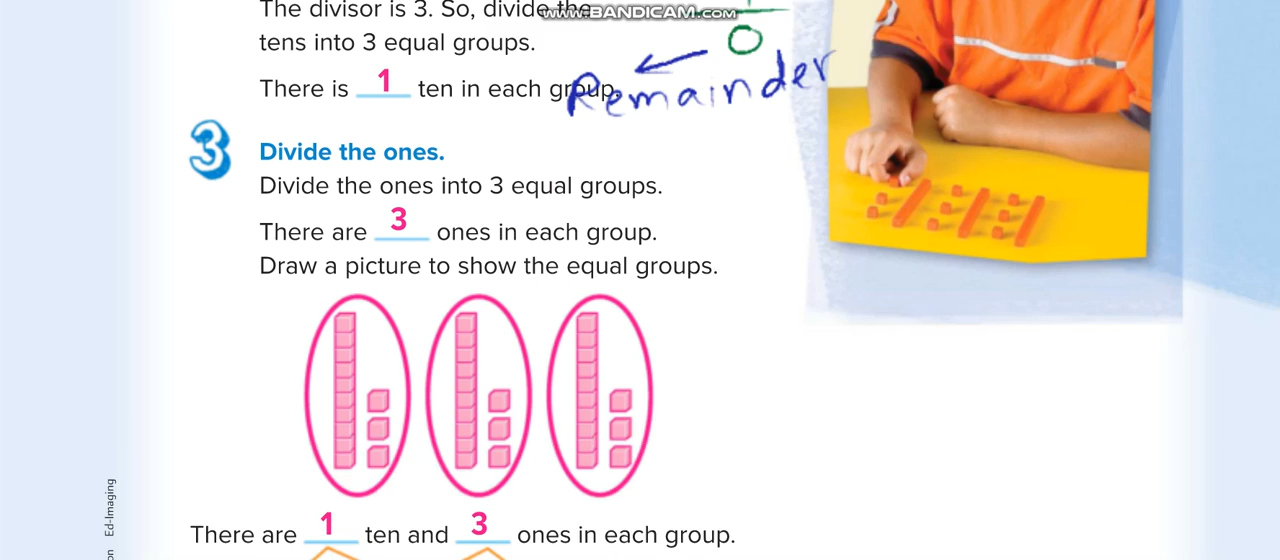 The divisor is 3. So, divide the
www.BANDICAM.com
tens into 3 equal groups.
0
There is 1 ten in each group.
Remainder
3
Divide the ones.
Divide the ones into 3 equal groups.
There are 3 ones in each group.
Draw a picture to show the equal groups.
There are 1 ten and 3 ones in each group.
Ed-Imaging